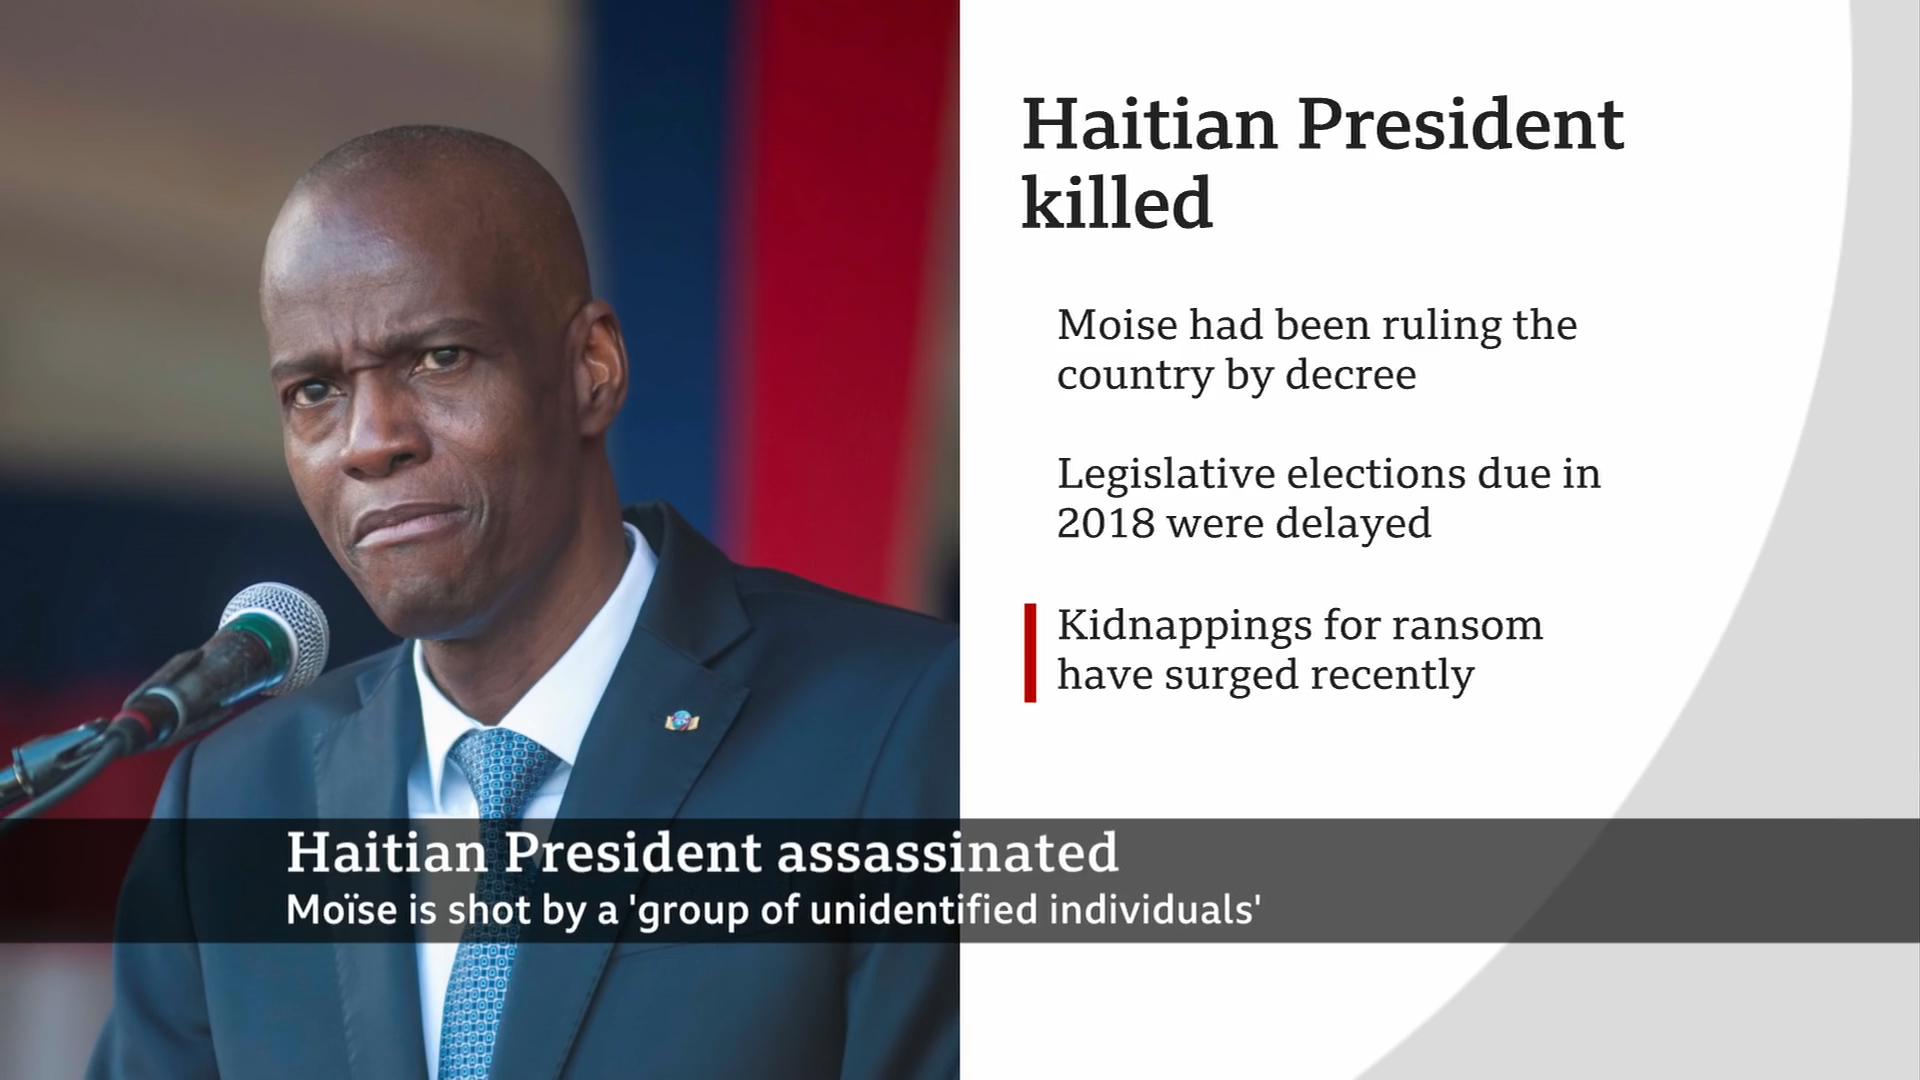 Haitian President
killed
Moise had been ruling the
country by decree
Legislative elections due in
2018 were delayed
Kidnappings for ransom
have surged recently
Haitian President assassinated
Moïse is shot by a 'group of unidentified individuals'